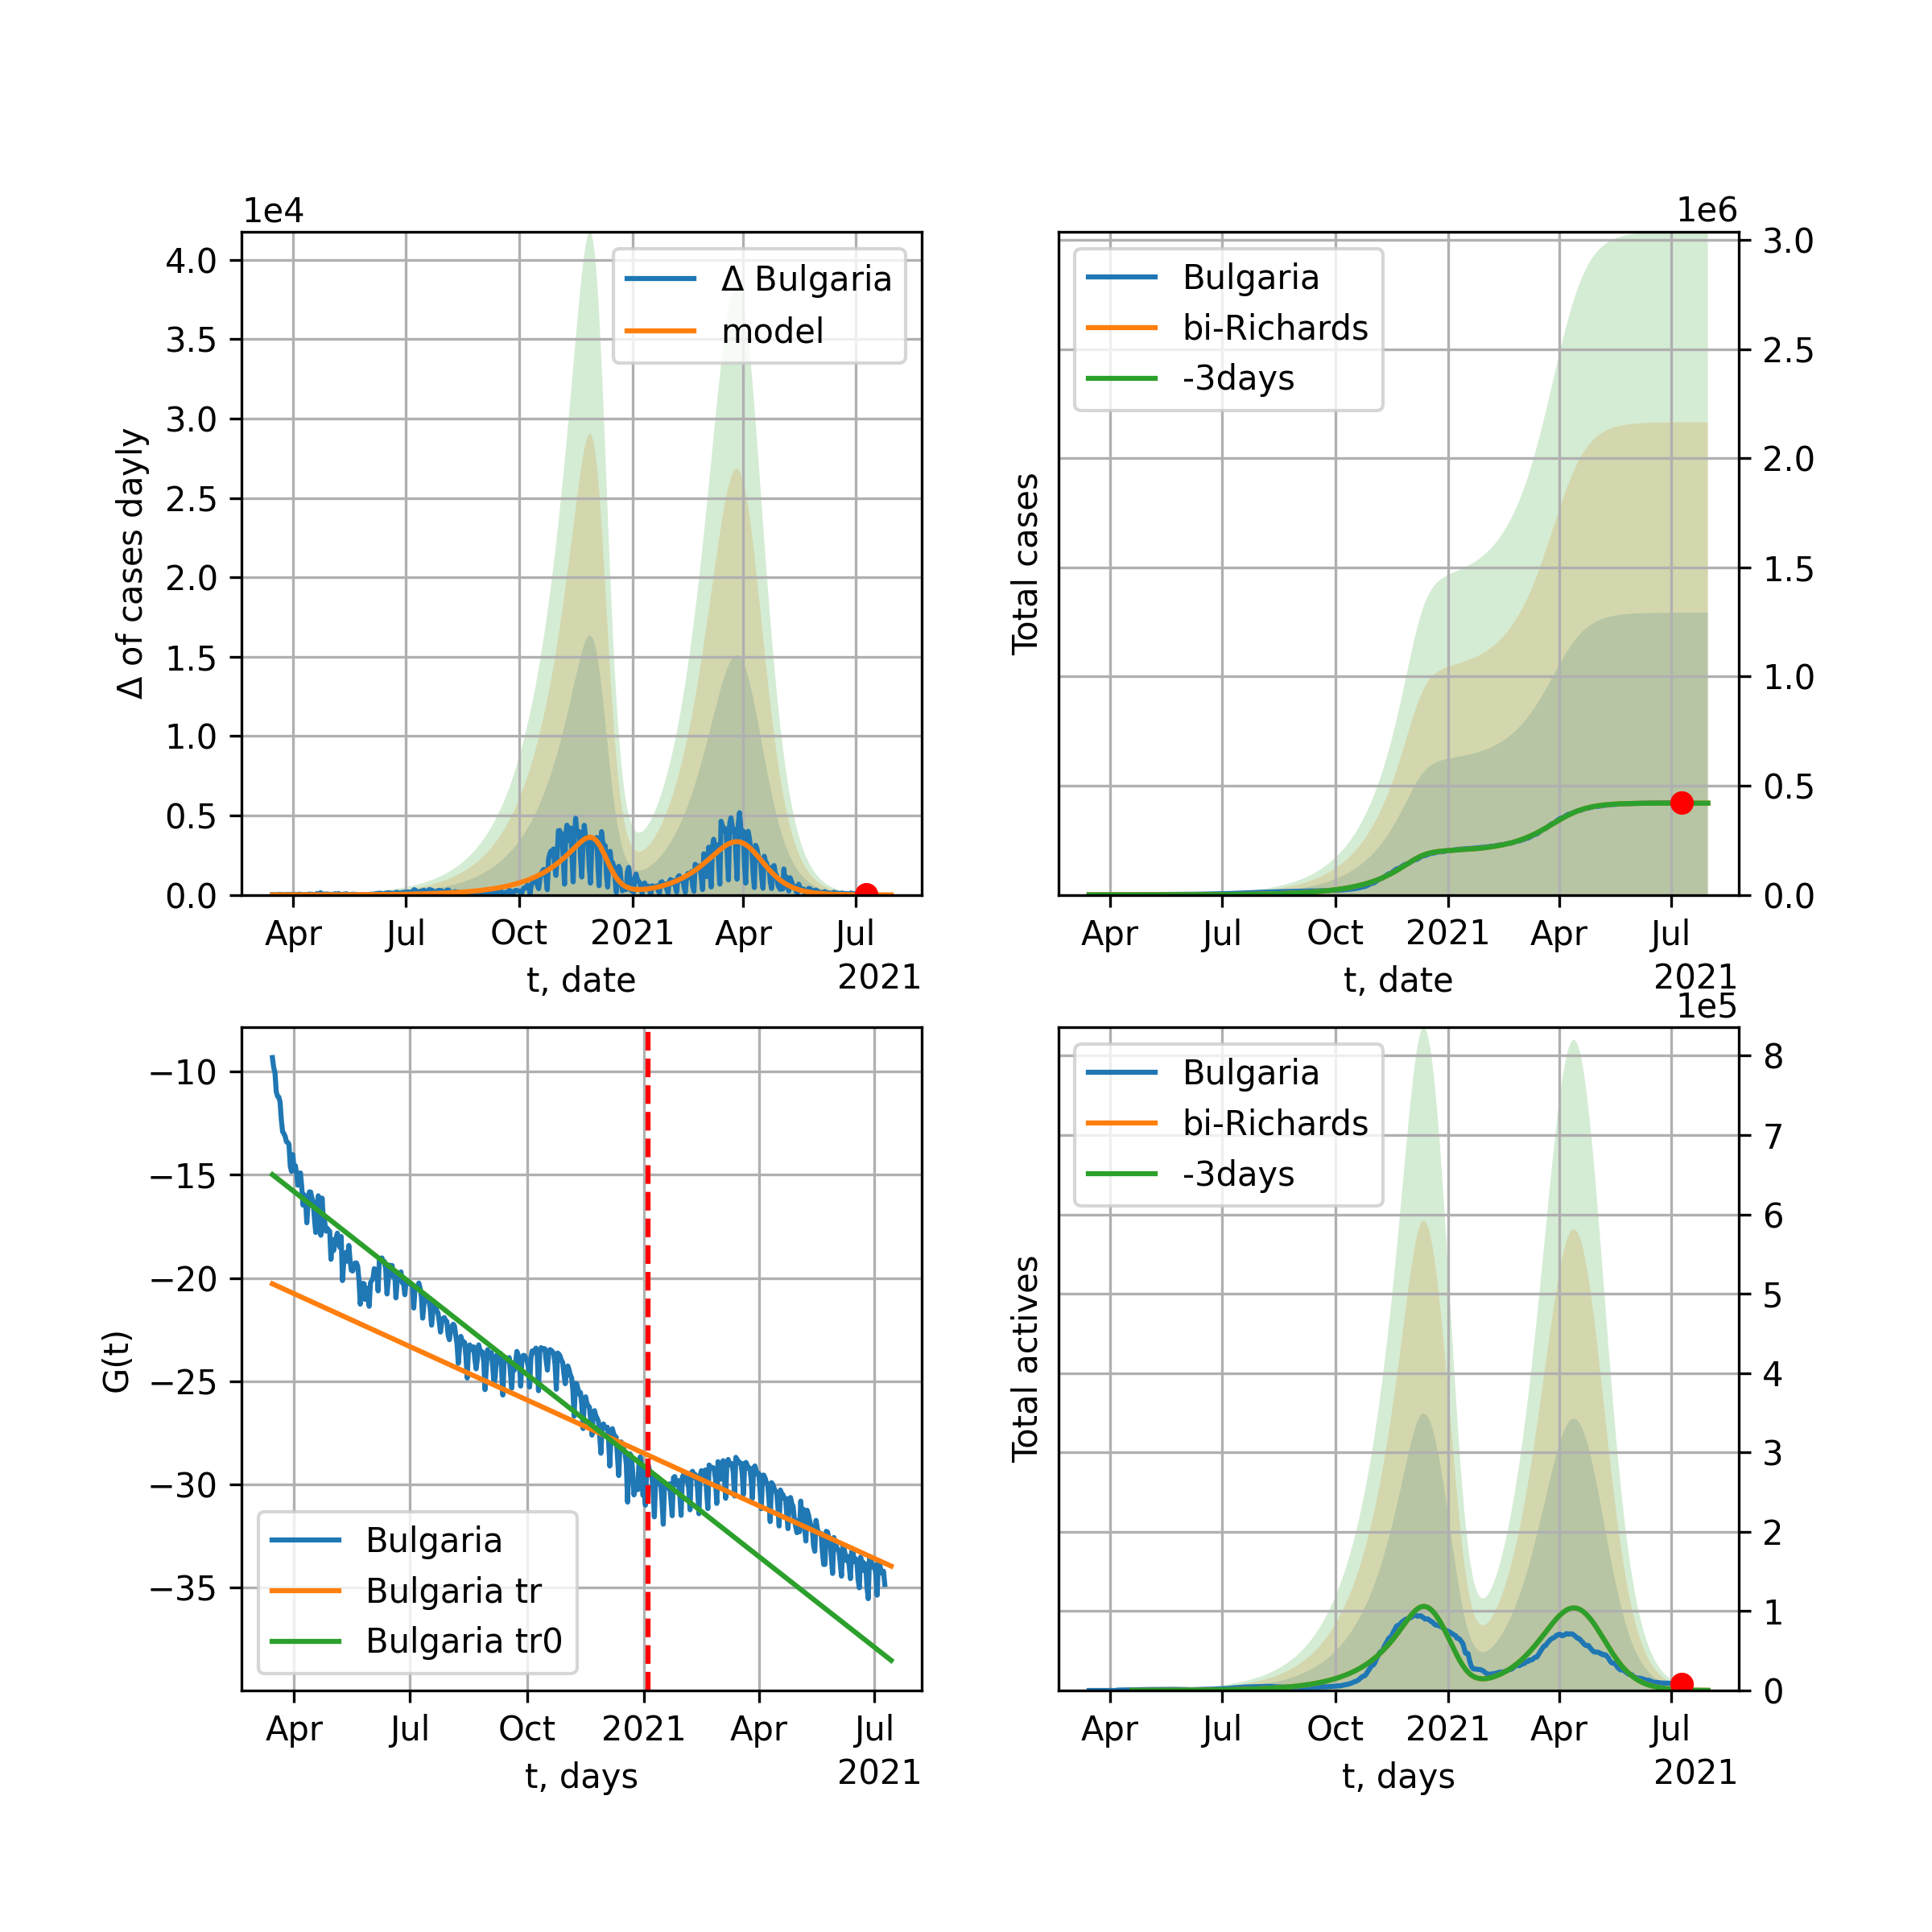 1e4
4.0
3.5
3.0
2.5
2.0
1.5
1.0
0.5
0.0
Δ of cases dayly
Δ Bulgaria
model
Apr Jul Oct 2021 Apr Jul
t, date
2021
1e6
3.0
2.5
2.0
1.5
1.0
0.5
0.0
Total cases
Bulgaria
bi-Richards
-3days
Apr Jul Oct 2021 Apr Jul
t, date
2021
−10
−15
−20
−25
−30
−35
G(t)
Bulgaria
Bulgaria tr
Bulgaria tr0
Apr Jul Oct 2021 Apr Jul
t, days
2021
1e5
8
7
6
5
4
3
2
1
0
Total actives
Bulgaria
bi-Richards
-3days
Apr Jul Oct 2021 Apr Jul
t, days
2021